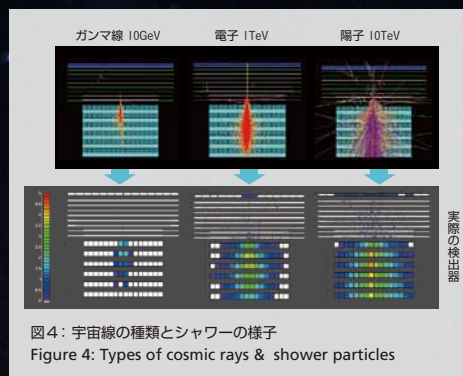 ガンマ線 10GeV
電子 1TeV
陽子 10TeV
実際の検出器
図4：宇宙線の種類とシャワーの様子
Figure 4: Types of cosmic rays & shower particles